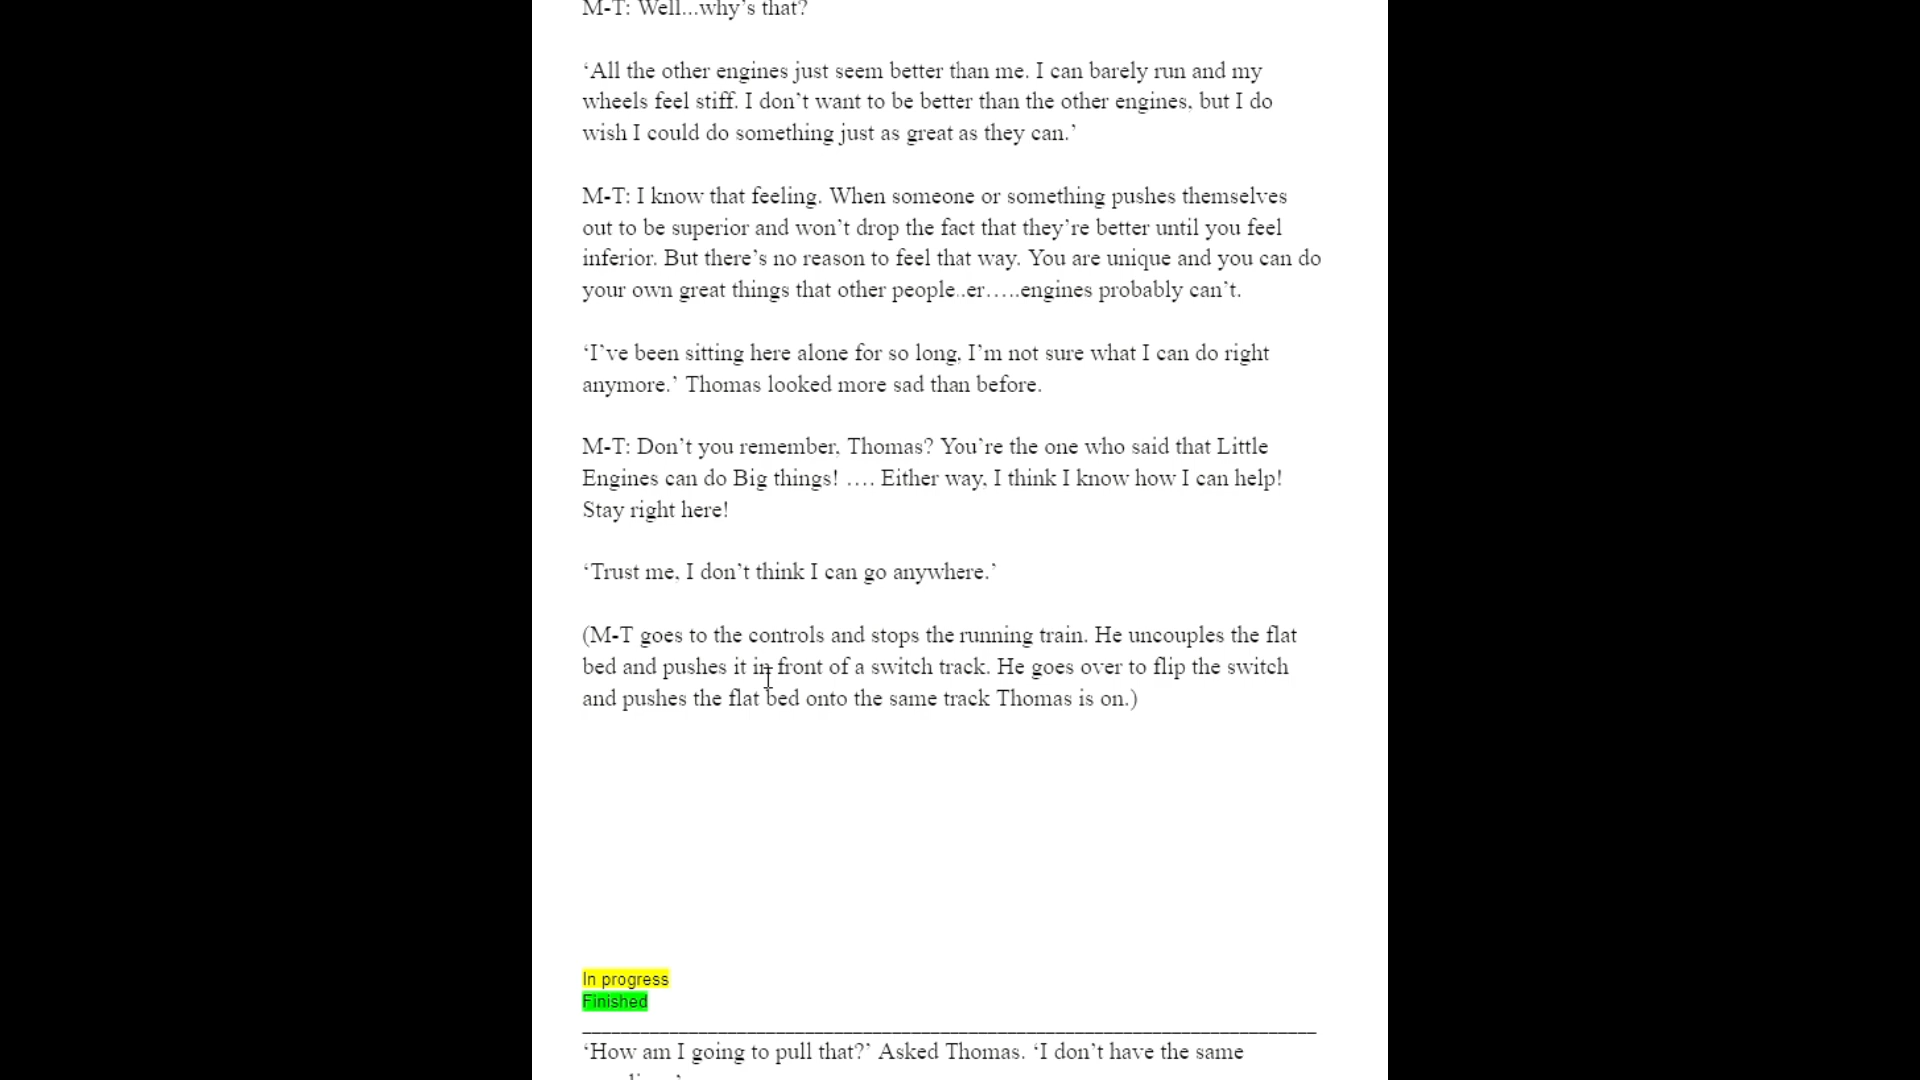 M-T: Well...why's that?
‘All the other engines just seem better than me. I can barely run and my
wheels feel stiff. I don't want to be better than the other engines, but I do
wish I could do something just as great as they can.’
M-T: I know that feeling. When someone or something pushes themselves
out to be superior and won't drop the fact that they're better until you feel
inferior. But there's no reason to feel that way. You are unique and you can do
your own great things that other people..er…..engines probably can't.
‘I've been sitting here alone for so long, I'm not sure what I can do right
anymore.’ Thomas looked more sad than before.
M-T: Don't you remember, Thomas? You're the one who said that Little
Engines can do Big things! …. Either way, I think I know how I can help!
Stay right here!
‘Trust me, I don't think I can go anywhere.’
(M-T goes to the controls and stops the running train. He uncouples the flat
bed and pushes it in front of a switch track. He goes over to flip the switch
and pushes the flat bed onto the same track Thomas is on.)
In progress
Finished
‘How am I going to pull that?’ Asked Thomas. ‘I don't have the same